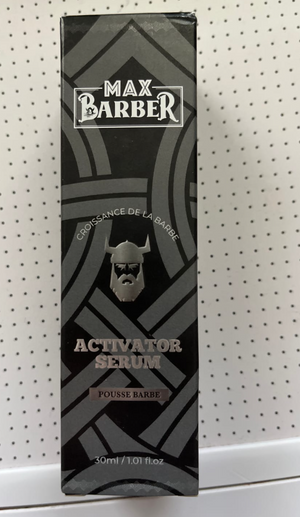 MAX
BARBER
CROISSANCE DE LA BARBE
ACTIVATOR
SERUM
POUSSE BARBE
30ml / 1.01 fl.oz